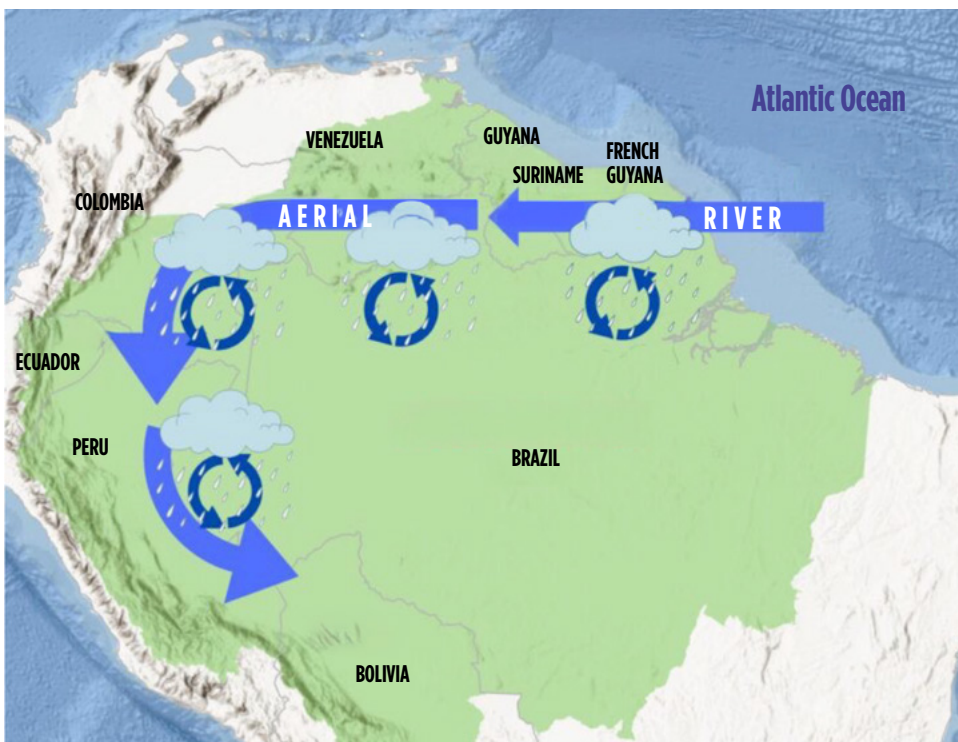 Atlantic Ocean
VENEZUELA
GUYANA
FRENCH
GUYANA
SURINAME
COLOMBIA
AERIAL
RIVER
ECUADOR
PERU
BRAZIL
BOLIVIA